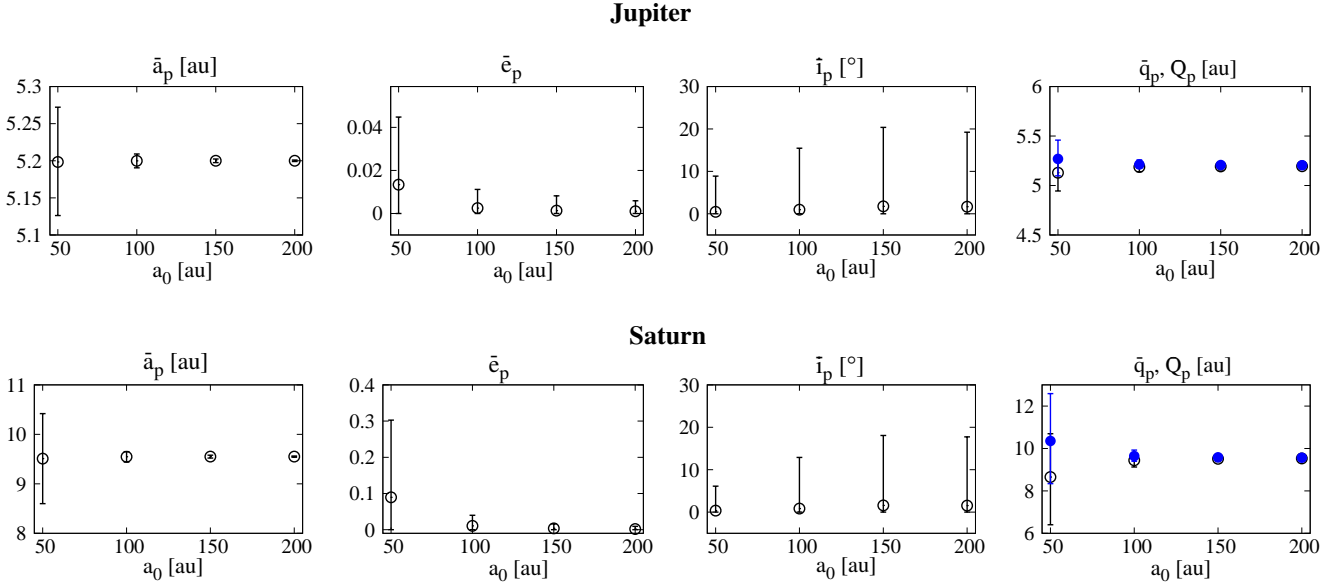 Jupiter
ā_p [au] ē_p ī_p [°] q̄_p, Q_p [au]
5.3 0.04 30 6
5.25 0.02 20 5.5
5.2 0 10 5
5.15 0 4.5
5.1
50 100 150 200 50 100 150 200 50 100 150 200 50 100 150 200
a_0 [au] a_0 [au] a_0 [au] a_0 [au]
Saturn
ā_p [au] ē_p ī_p [°] q̄_p, Q_p [au]
11 0.4 30 12
10 0.3 20 10
9 0.2 10 8
8 0.1 0 6
0
50 100 150 200 50 100 150 200 50 100 150 200 50 100 150 200
a_0 [au] a_0 [au] a_0 [au] a_0 [au]